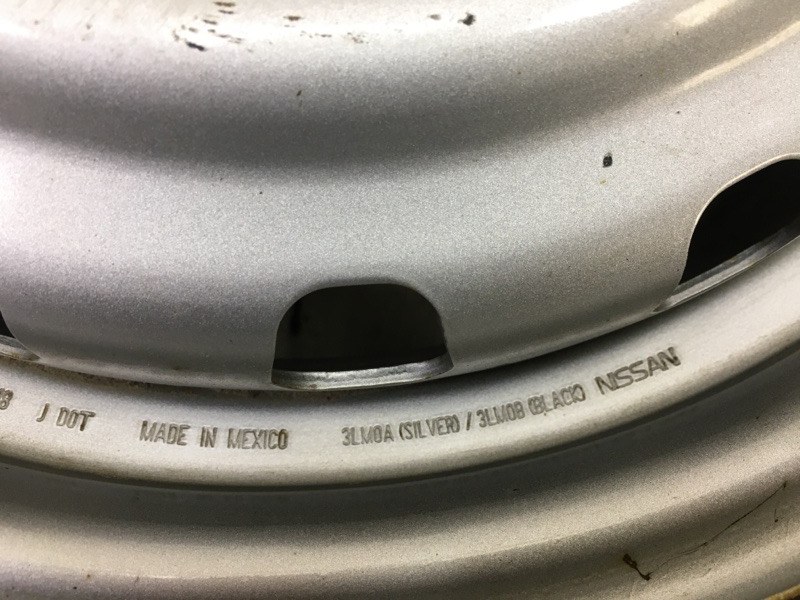 J DOT MADE IN MEXICO 3LM0A (SILVER) / 3LM0B (BLACK) NISSAN